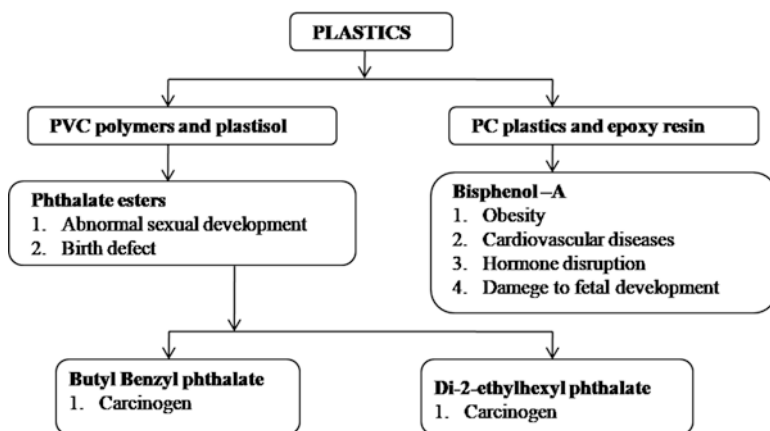 PLASTICS
PVC polymers and plastisol
PC plastics and epoxy resin
Phthalate esters
1. Abnormal sexual development
2. Birth defect
Bisphenol –A
1. Obesity
2. Cardiovascular diseases
3. Hormone disruption
4. Damege to fetal development
Butyl Benzyl phthalate
1. Carcinogen
Di-2-ethylhexyl phthalate
1. Carcinogen